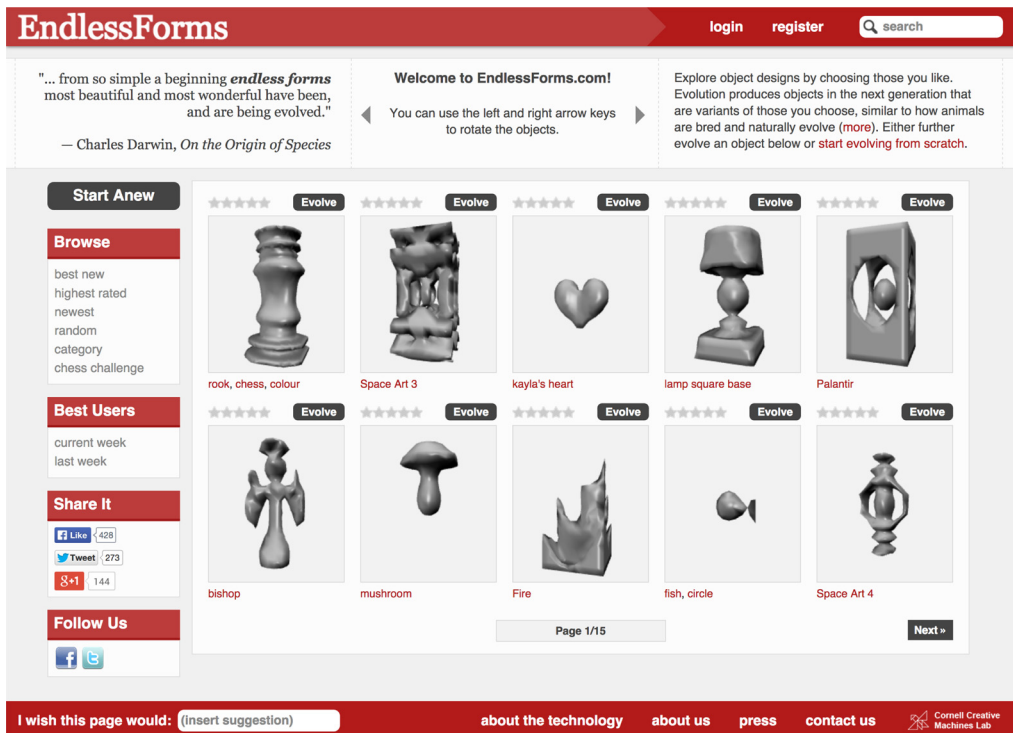 EndlessForms
login
register
search
"... from so simple a beginning endless forms
most beautiful and most wonderful have been,
and are being evolved."
— Charles Darwin, On the Origin of Species
Welcome to EndlessForms.com!
You can use the left and right arrow keys
to rotate the objects.
Explore object designs by choosing those you like.
Evolution produces objects in the next generation that
are variants of those you choose, similar to how animals
are bred and naturally evolve (more). Either further
evolve an object below or start evolving from scratch.
Start Anew
Browse
best new
highest rated
newest
random
category
chess challenge
Best Users
current week
last week
Share It
Like 428
Tweet 273
g+1 144
Follow Us
Evolve
Evolve
Evolve
Evolve
Evolve
rook, chess, colour
Space Art 3
kayla's heart
lamp square base
Palantir
Evolve
Evolve
Evolve
Evolve
Evolve
bishop
mushroom
Fire
fish, circle
Space Art 4
Page 1/15
Next »
I wish this page would: (insert suggestion)
about the technology
about us
press
contact us
Cornell Creative
Machines Lab